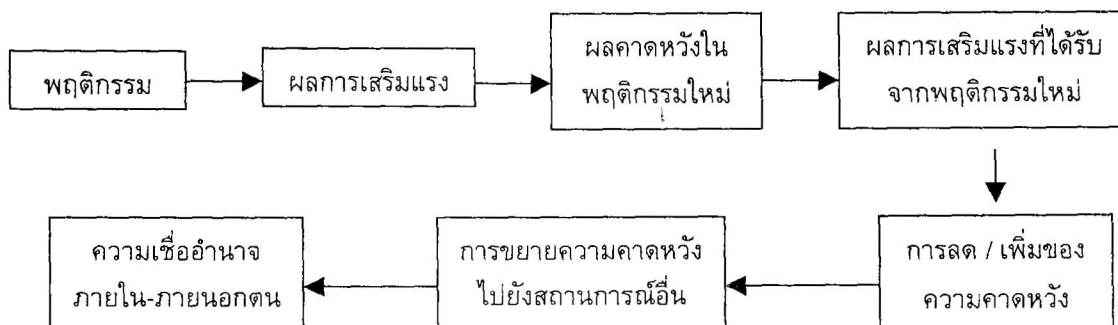 พฤติกรรม
ผลการเสริมแรง
ผลคาดหวังใน
พฤติกรรมใหม่
ผลการเสริมแรงที่ได้รับ
จากพฤติกรรมใหม่
การลด / เพิ่มของ
ความคาดหวัง
การขยายความคาดหวัง
ไปยังสถานการณ์อื่น
ความเชื่ออำนาจ
ภายใน-ภายนอกตน